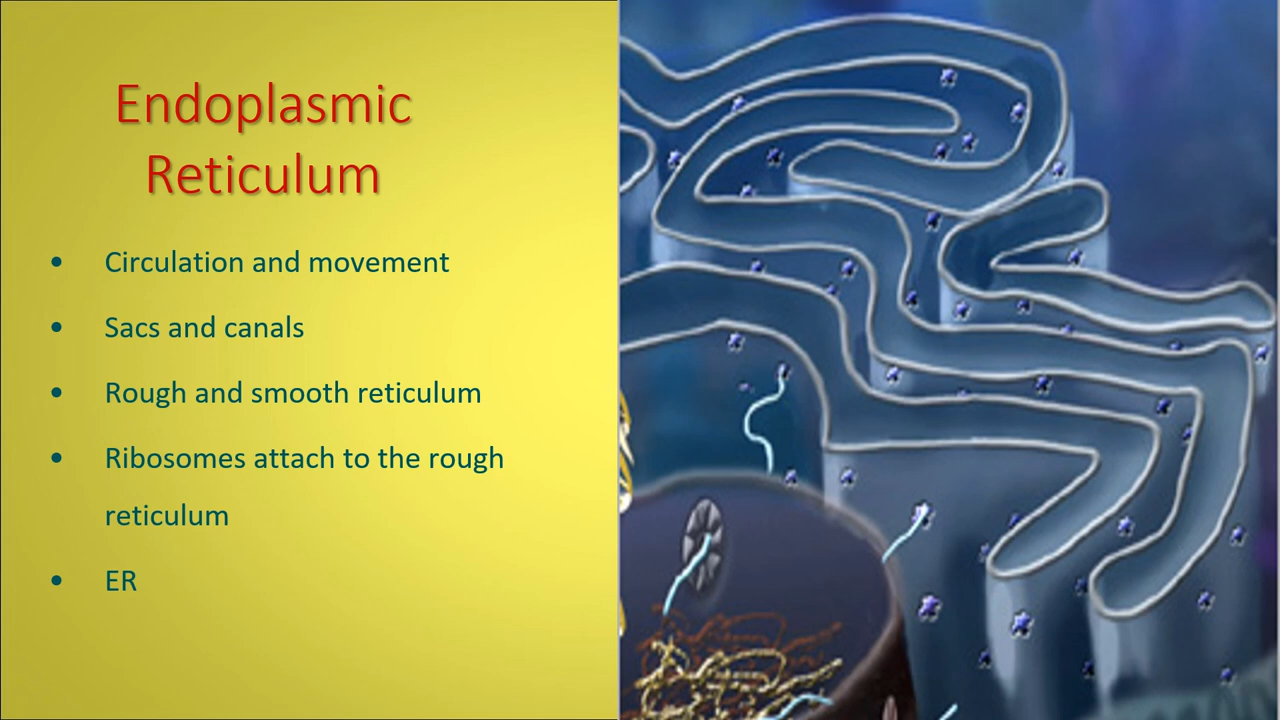 Endoplasmic
Reticulum
• Circulation and movement
• Sacs and canals
• Rough and smooth reticulum
• Ribosomes attach to the rough
reticulum
• ER